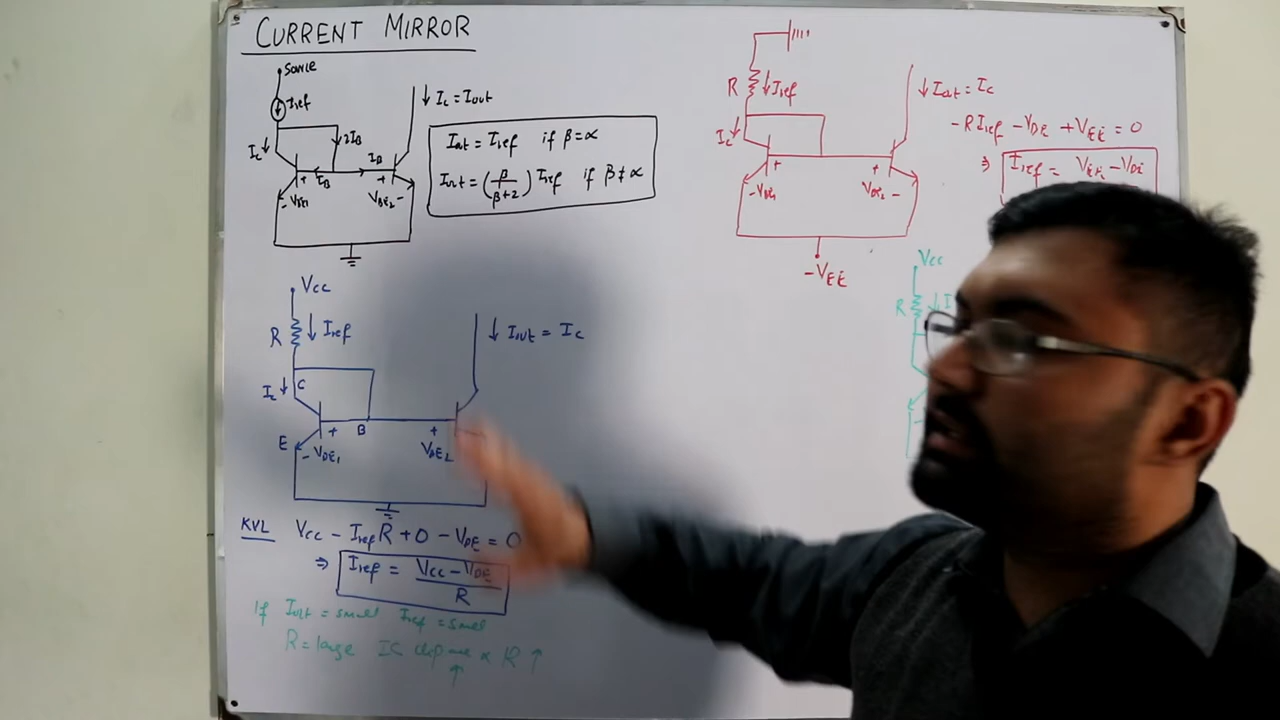 CURRENT MIRROR
Source
Iref
Ic
2IB
IB
IB
+
- VBE1
+
VBE2 -
Ic = Iout
Iout = Iref if β=α
Iout = (β/β+2) Iref if β≠α
R
Iref
Ic
+
- VBE1
+
VBE2 -
-VEE
Iout = Ic
-RIref -VBE +VEE = 0
⇒ Iref = VEE - VBE
Vcc
R
Iref
Ic
C
B
E
+
- VBE1
+
VBE2
Iout = Ic
KVL Vcc - IrefR + 0 - VBE = 0
⇒ Iref = Vcc - VBE
R
If Iout = small Iref = small
R = large IC α R ↑
↑
Vcc
R
I